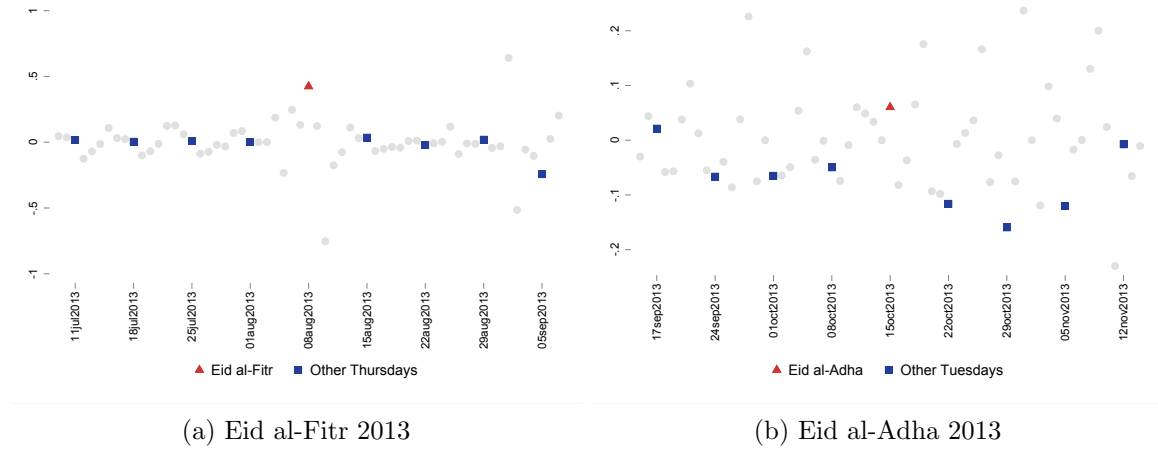 1
.5
0
-.5
-1
11jul2013
18jul2013
25jul2013
01aug2013
08aug2013
15aug2013
22aug2013
29aug2013
05sep2013
Eid al-Fitr Other Thursdays
(a) Eid al-Fitr 2013
.2
.1
0
-.1
-.2
17sep2013
24sep2013
01oct2013
08oct2013
15oct2013
22oct2013
29oct2013
05nov2013
12nov2013
Eid al-Adha Other Tuesdays
(b) Eid al-Adha 2013